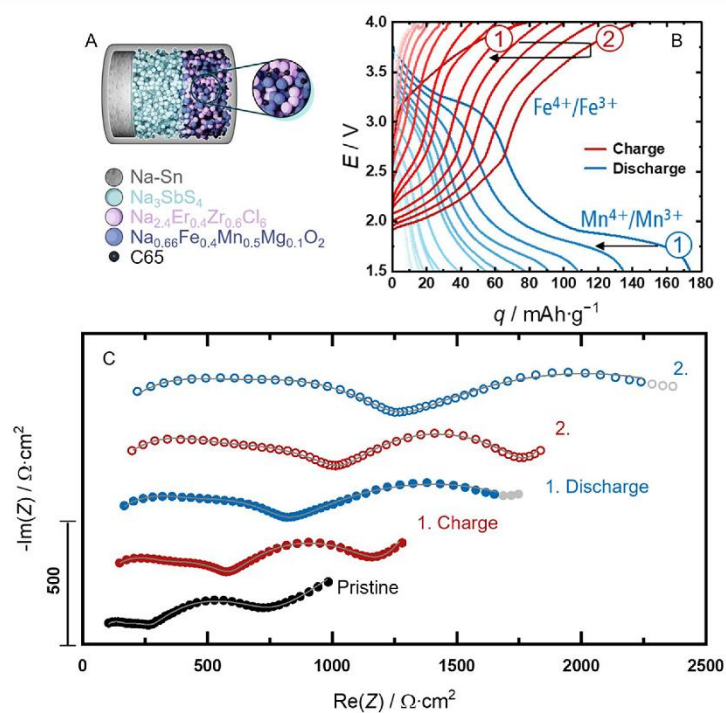 A
Na-Sn
Na₃SbS₄
Na₂.₄Er₀.₄Zr₀.₆Cl₆
Na₀.₆₆Fe₀.₄Mn₀.₅Mg₀.₁O₂
C65
B
E / V
4.0
3.5
3.0
2.5
2.0
1.5
1
2
Fe⁴⁺/Fe³⁺
Charge
Discharge
Mn⁴⁺/Mn³⁺
1
0 20 40 60 80 100 120 140 160 180
q / mAh·g⁻¹
C
-Im(Z) / Ω·cm²
500
2.
2.
1. Discharge
1. Charge
Pristine
0 500 1000 1500 2000 2500
Re(Z) / Ω·cm²